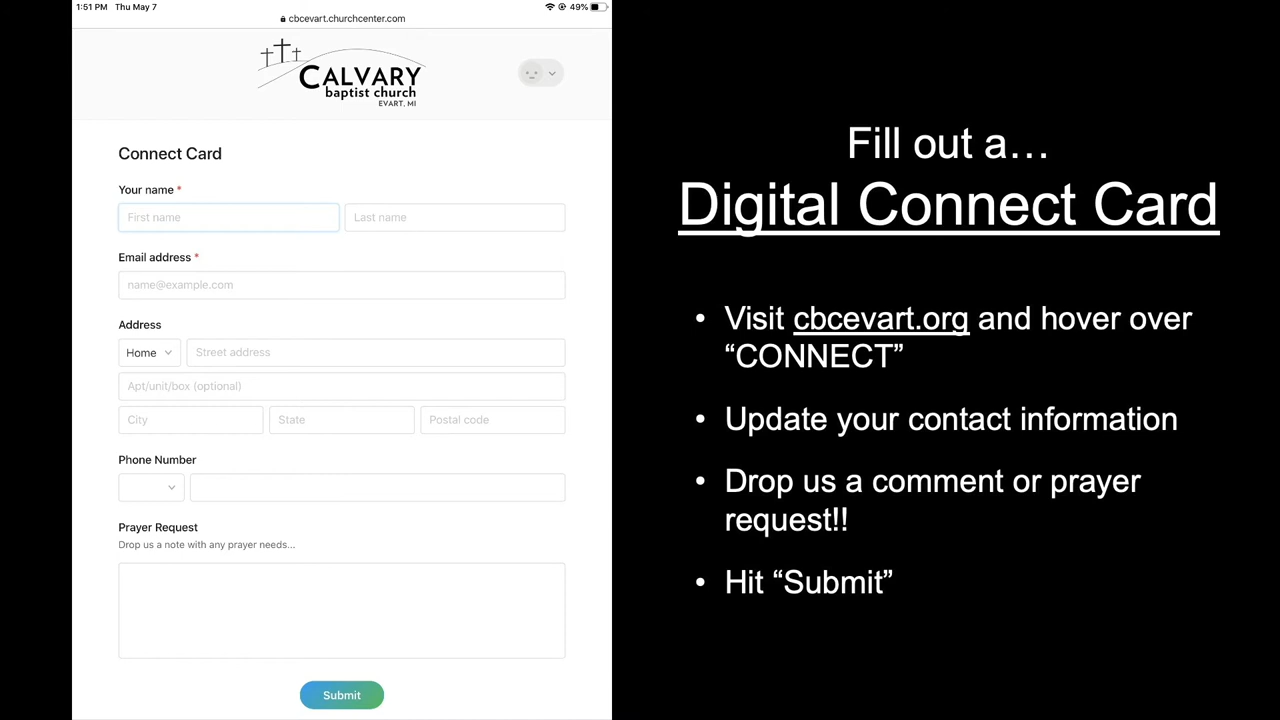 1:51 PM Thu May 7
49%
cbcevart.churchcenter.com
CALVARY
baptist church
EVART, MI
Connect Card
Your name *
First name
Last name
Email address *
name@example.com
Address
Home
Street address
Apt/unit/box (optional)
City
State
Postal code
Phone Number
Prayer Request
Drop us a note with any prayer needs...
Submit
Fill out a…
Digital Connect Card
• Visit cbcevart.org and hover over
“CONNECT”
• Update your contact information
• Drop us a comment or prayer
request!!
• Hit “Submit”